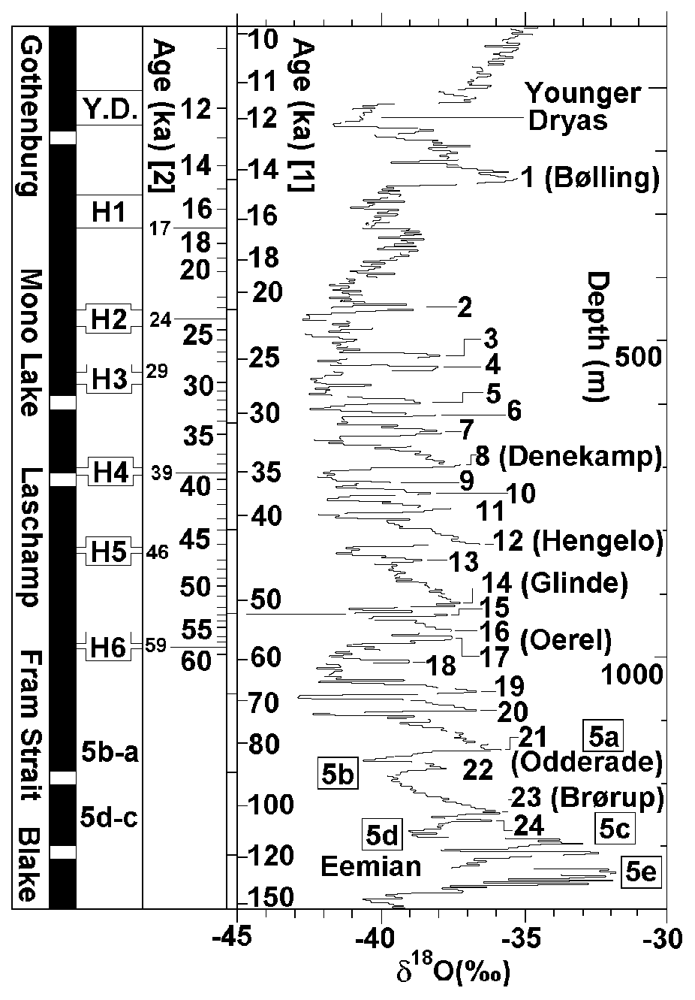 Gothenburg
Mono Lake
Laschamp
Fram Strait
Blake
Y.D.
H1
H2
H3
H4
H5
H6
5b-a
5d-c
17
24
29
39
46
59
Age (ka) [2]
12
14
16
18
20
25
30
35
40
45
50
55
60
Age (ka) [1]
10
11
12
14
16
18
20
25
30
35
40
50
60
70
80
100
120
150
Younger
Dryas
1 (Bølling)
2
3
4
5
6
7
8 (Denekamp)
9
10
11
12 (Hengelo)
13
14 (Glinde)
15
16
(Oerel)
17
18
19
20
21
5a
(Odderade)
22
5b
23 (Brørup)
24
5c
5d
Eemian
5e
Depth (m)
500
1000
-45
-40
-35
-30
δ18O(‰)